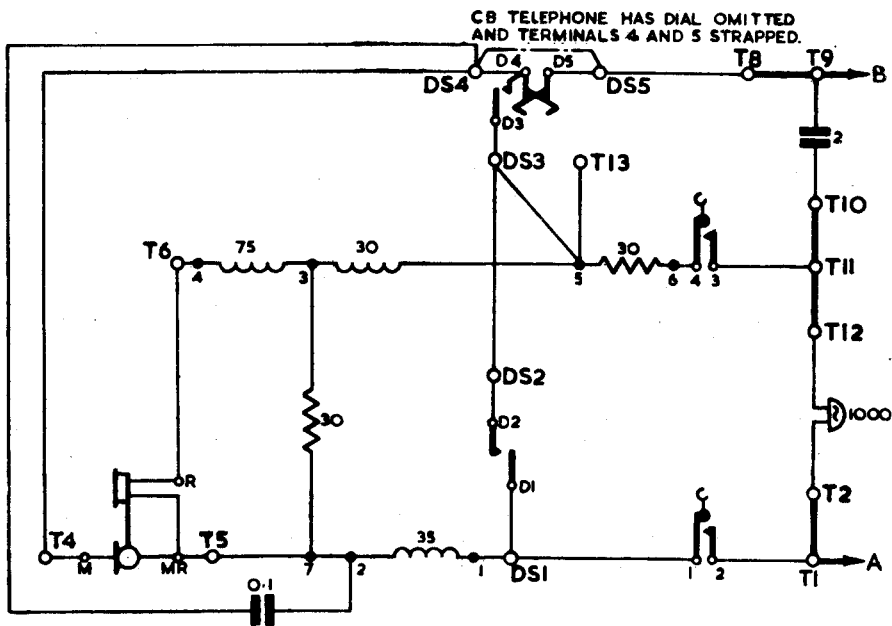 CB TELEPHONE HAS DIAL OMITTED
AND TERMINALS 4 AND 5 STRAPPED.
D4 D5
T8 T9
DS4 DS5 B
D3 2
DS3 T13
T10
C
T6 75 30 30
4 3 5 6 4 3 T11
T12
DS2
30 D2 1000
R D1 C T2
T4 T5 35
M MR 7 2 1 DS1 1 2 T1 A
0.1